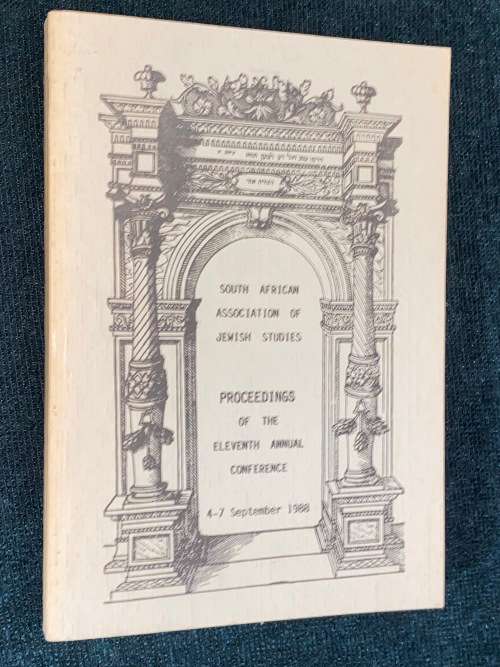 SOUTH AFRICAN
ASSOCIATION OF
JEWISH STUDIES
PROCEEDINGS
OF THE
ELEVENTH ANNUAL
CONFERENCE
4-7 September 1988